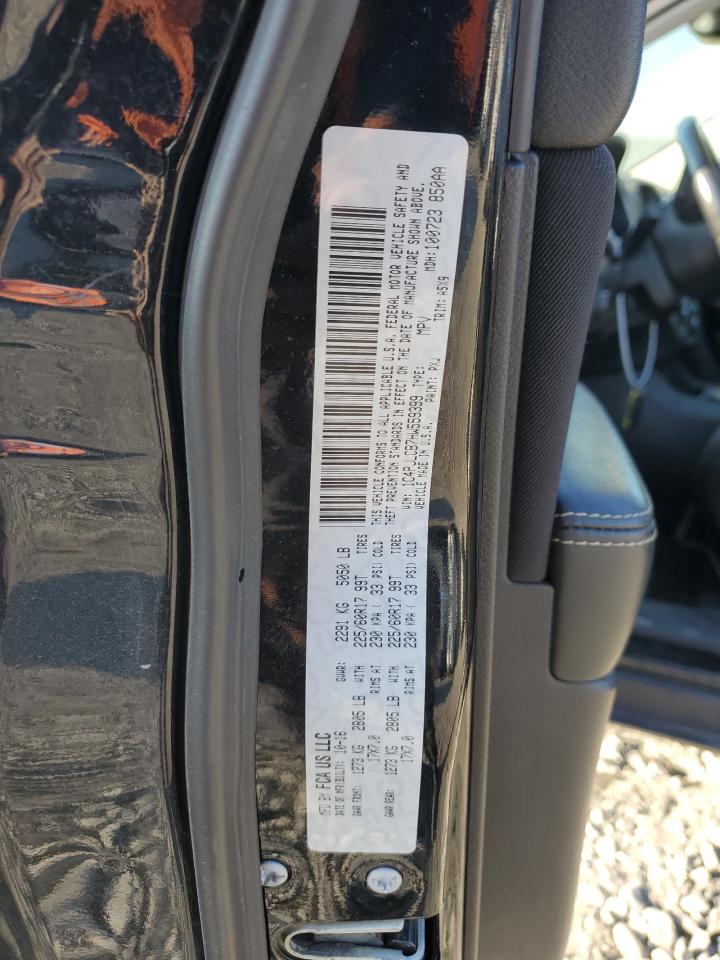 MFD BY FCA US LLC
DATE OF MFR(BUILT): 10-16 GVWR: 2291 KG 5050 LB
GAWR FRONT: 1273 KG 2805 LB WITH 225/60R17 99T TIRES
17X7.0 RIMS AT 230 KPA ( 33 PSI) COLD
GAWR REAR: 1273 KG 2805 LB WITH 225/60R17 99T TIRES
17X7.0 RIMS AT 230 KPA ( 33 PSI) COLD
THIS VEHICLE CONFORMS TO ALL APPLICABLE U.S.A. FEDERAL MOTOR VEHICLE SAFETY AND
THEFT PREVENTION STANDARDS IN EFFECT ON THE DATE OF MANUFACTURE SHOWN ABOVE.
VIN: 1C4PJLCB7HW559399 TYPE: MPV MDH: 100723 850AA
VEHICLE MADE IN U.S.A. PAINT: PXJ TRIM: A5X9